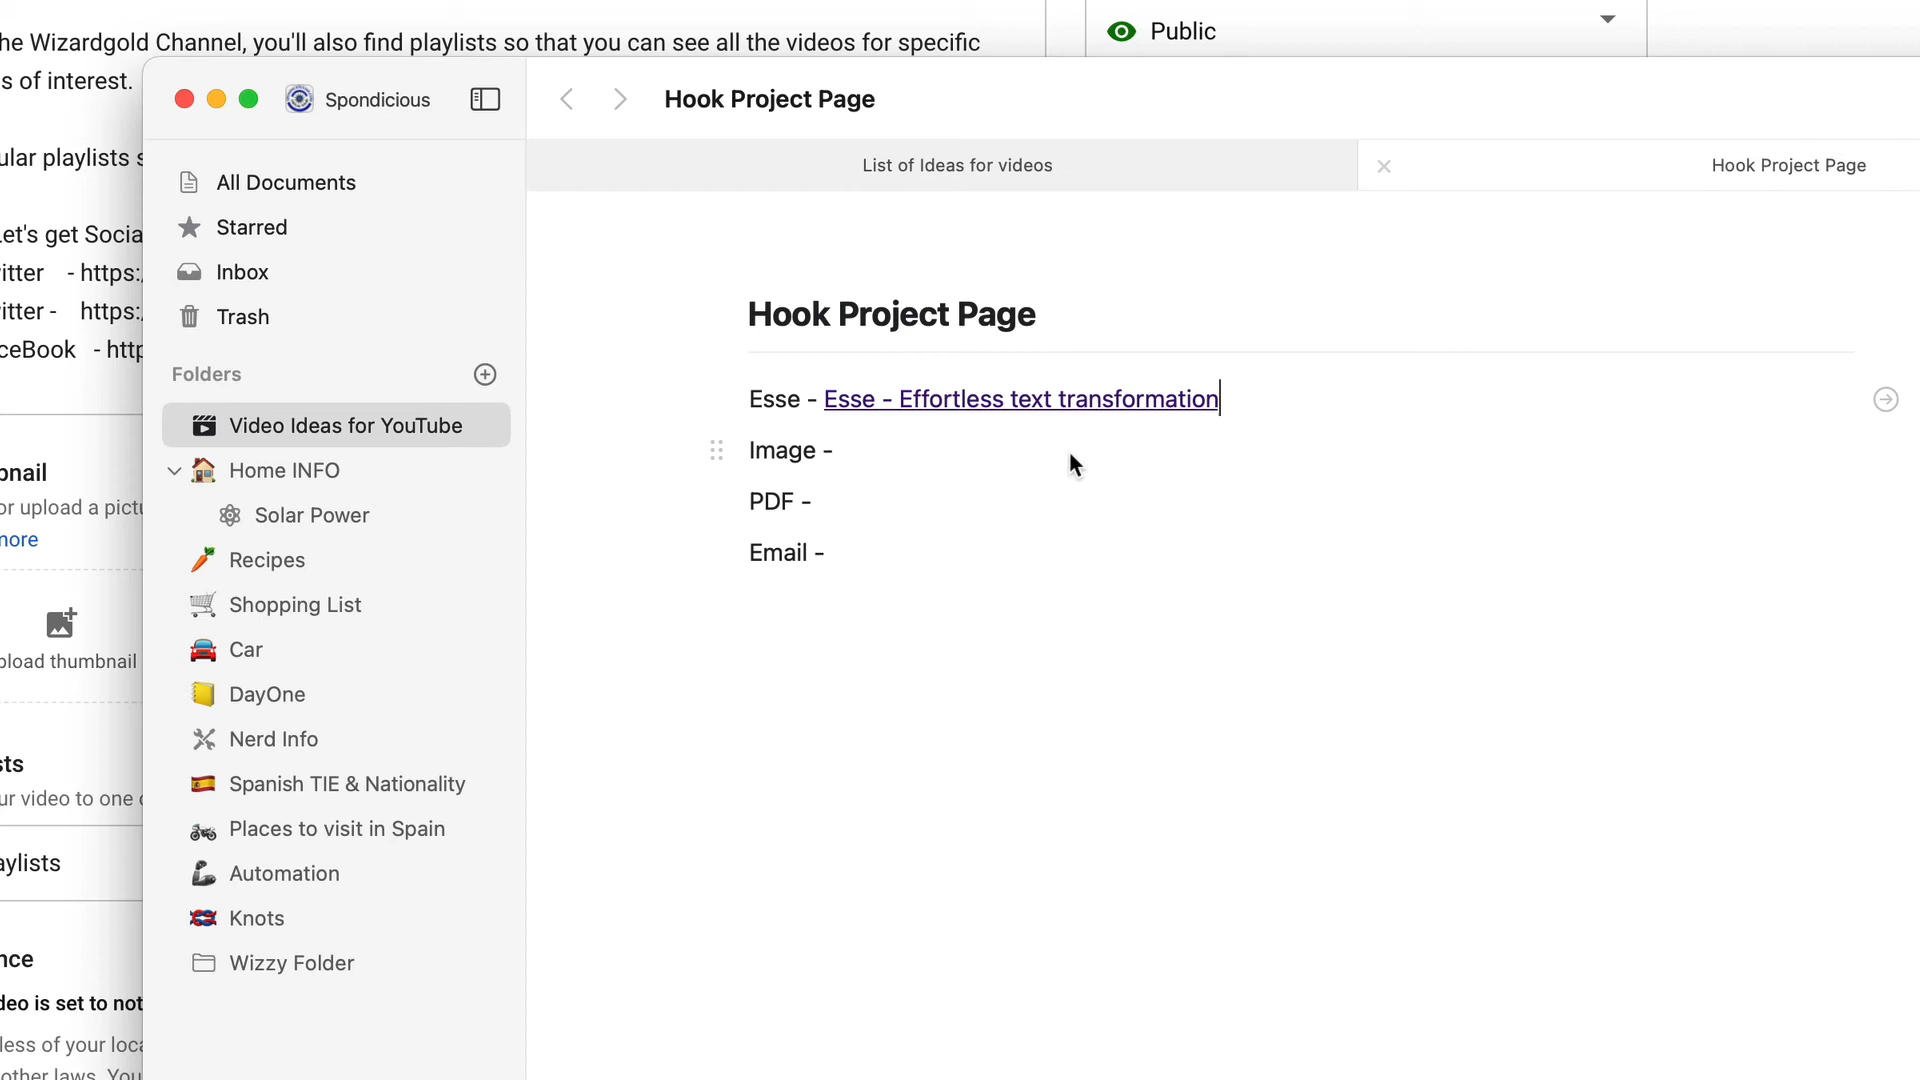 he Wizardgold Channel, you'll also find playlists so that you can see all the videos for specific
s of interest.
Public
Spondicious
Hook Project Page
List of Ideas for videos
Hook Project Page
ular playlists s
Let's get Socia
itter - https:/
itter - https:/
ceBook - http
bnail
or upload a pictu
more
pload thumbnail
sts
ur video to one o
aylists
nce
deo is set to not
less of your loca
other laws. You
All Documents
Starred
Inbox
Trash
Folders
Video Ideas for YouTube
Home INFO
Solar Power
Recipes
Shopping List
Car
DayOne
Nerd Info
Spanish TIE & Nationality
Places to visit in Spain
Automation
Knots
Wizzy Folder
Hook Project Page
Esse - Esse - Effortless text transformation
Image -
PDF -
Email -